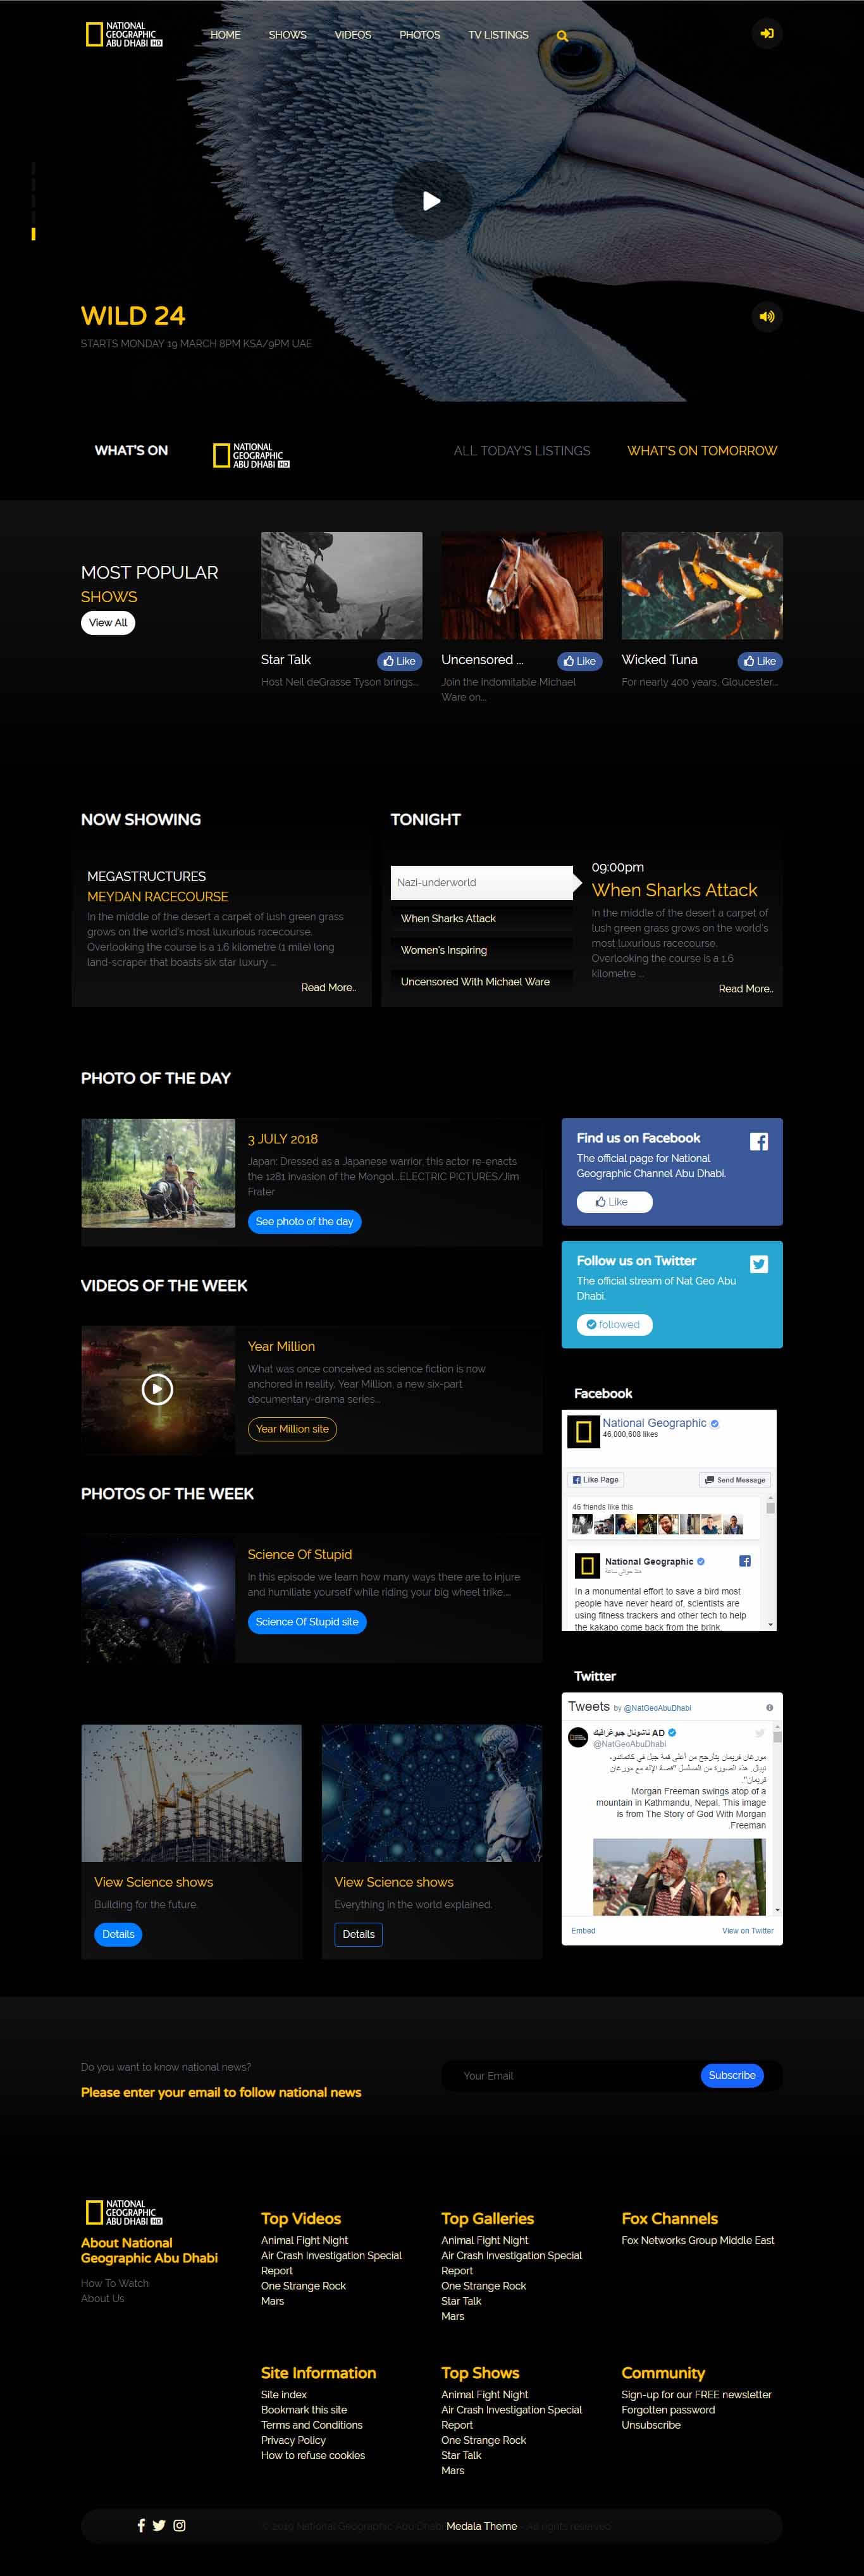 NATIONAL
GEOGRAPHIC
ABU DHABI HD
HOME
SHOWS
VIDEOS
PHOTOS
TV LISTINGS
WILD 24
STARTS MONDAY 19 MARCH 8PM KSA/9PM UAE
WHAT'S ON
NATIONAL
GEOGRAPHIC
ABU DHABI HD
ALL TODAY'S LISTINGS
WHAT'S ON TOMORROW
MOST POPULAR
SHOWS
View All
Star Talk
Like
Host Neil deGrasse Tyson brings...
Uncensored ...
Like
Join the indomitable Michael
Ware on...
Wicked Tuna
Like
For nearly 400 years, Gloucester...
NOW SHOWING
MEGASTRUCTURES
MEYDAN RACECOURSE
In the middle of the desert a carpet of lush green grass
grows on the world's most luxurious racecourse.
Overlooking the course is a 1.6 kilometre (1 mile) long
land-scraper that boasts six star luxury ...
Read More..
TONIGHT
Nazi-underworld
When Sharks Attack
Women's Inspiring
Uncensored With Michael Ware
09:00pm
When Sharks Attack
In the middle of the desert a carpet of
lush green grass grows on the world's
most luxurious racecourse.
Overlooking the course is a 1.6
kilometre ...
Read More..
PHOTO OF THE DAY
3 JULY 2018
Japan: Dressed as a Japanese warrior, this actor re-enacts
the 1281 invasion of the Mongol...ELECTRIC PICTURES/Jim
Frater
See photo of the day
VIDEOS OF THE WEEK
Year Million
What was once conceived as science fiction is now
anchored in reality. Year Million, a new six-part
documentary-drama series...
Year Million site
PHOTOS OF THE WEEK
Science Of Stupid
In this episode we learn how many ways there are to injure
and humiliate yourself while riding your big wheel trike....
Science Of Stupid site
View Science shows
Building for the future.
Details
View Science shows
Everything in the world explained.
Details
Find us on Facebook
The official page for National
Geographic Channel Abu Dhabi.
Like
Follow us on Twitter
The official stream of Nat Geo Abu
Dhabi.
followed
Facebook
National Geographic
46,000,608 likes
Like Page
Send Message
46 friends like this
National Geographic
منذ حوالي ساعة
In a monumental effort to save a bird most
people have never heard of, scientists are
using fitness trackers and other tech to help
the kakapo come back from the brink.
Twitter
Tweets by @NatGeoAbuDhabi
ناشونال جيوغرافيك AD
@NatGeoAbuDhabi
مورغان فريمان يتأرجح من أعلى قمة جبل في كاتماندو،
نيبال. هذه الصورة من المسلسل "قصة الإله مع مورغان
فريمان".
Morgan Freeman swings atop of a
mountain in Kathmandu, Nepal. This image
is from The Story of God With Morgan
.Freeman
Embed
View on Twitter
Do you want to know national news?
Please enter your email to follow national news
Your Email
Subscribe
NATIONAL
GEOGRAPHIC
ABU DHABI HD
About National
Geographic Abu Dhabi
How To Watch
About Us
Top Videos
Animal Fight Night
Air Crash Investigation Special
Report
One Strange Rock
Mars
Top Galleries
Animal Fight Night
Air Crash Investigation Special
Report
One Strange Rock
Star Talk
Mars
Fox Channels
Fox Networks Group Middle East
Site Information
Site index
Bookmark this site
Terms and Conditions
Privacy Policy
How to refuse cookies
Top Shows
Animal Fight Night
Air Crash Investigation Special
Report
One Strange Rock
Star Talk
Mars
Community
Sign-up for our FREE newsletter
Forgotten password
Unsubscribe
© 2019 National Geographic Abu Dhabi Medala Theme - All rights reserved